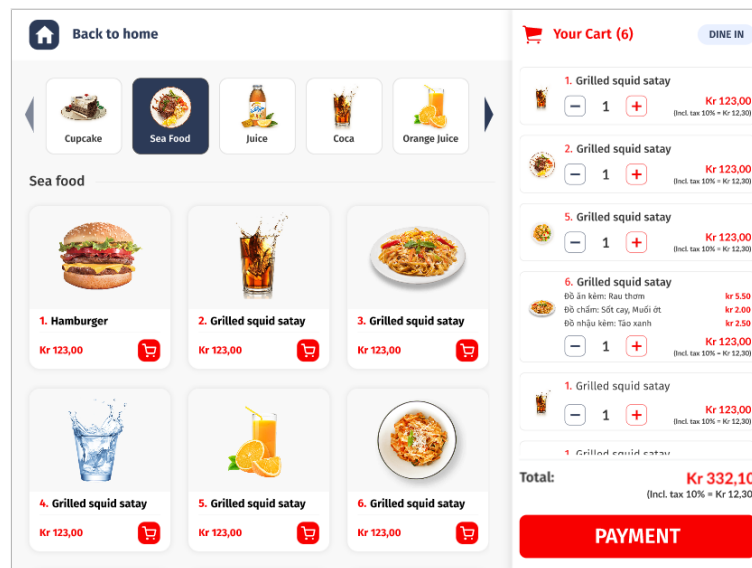 Back to home
Cupcake
Sea Food
Juice
Coca
Orange Juice
Sea food
1. Hamburger
Kr 123,00
2. Grilled squid satay
Kr 123,00
3. Grilled squid satay
Kr 123,00
4. Grilled squid satay
Kr 123,00
5. Grilled squid satay
Kr 123,00
6. Grilled squid satay
Kr 123,00
Your Cart (6)
DINE IN
1. Grilled squid satay
1
Kr 123,00
(Incl. tax 10% = Kr 12,30)
2. Grilled squid satay
1
Kr 123,00
(Incl. tax 10% = Kr 12,30)
5. Grilled squid satay
1
Kr 123,00
(Incl. tax 10% = Kr 12,30)
6. Grilled squid satay
Đồ ăn kèm: Rau thơm kr 5.50
Đồ chấm: Sốt cay, Muối ớt kr 2.00
Đồ nhậu kèm: Táo xanh kr 2.50
1
Kr 123,00
(Incl. tax 10% = Kr 12,30)
1. Grilled squid satay
1
Kr 123,00
(Incl. tax 10% = Kr 12,30)
1. Grilled squid satay
Total: Kr 332,10
(Incl. tax 10% = Kr 12,30
PAYMENT